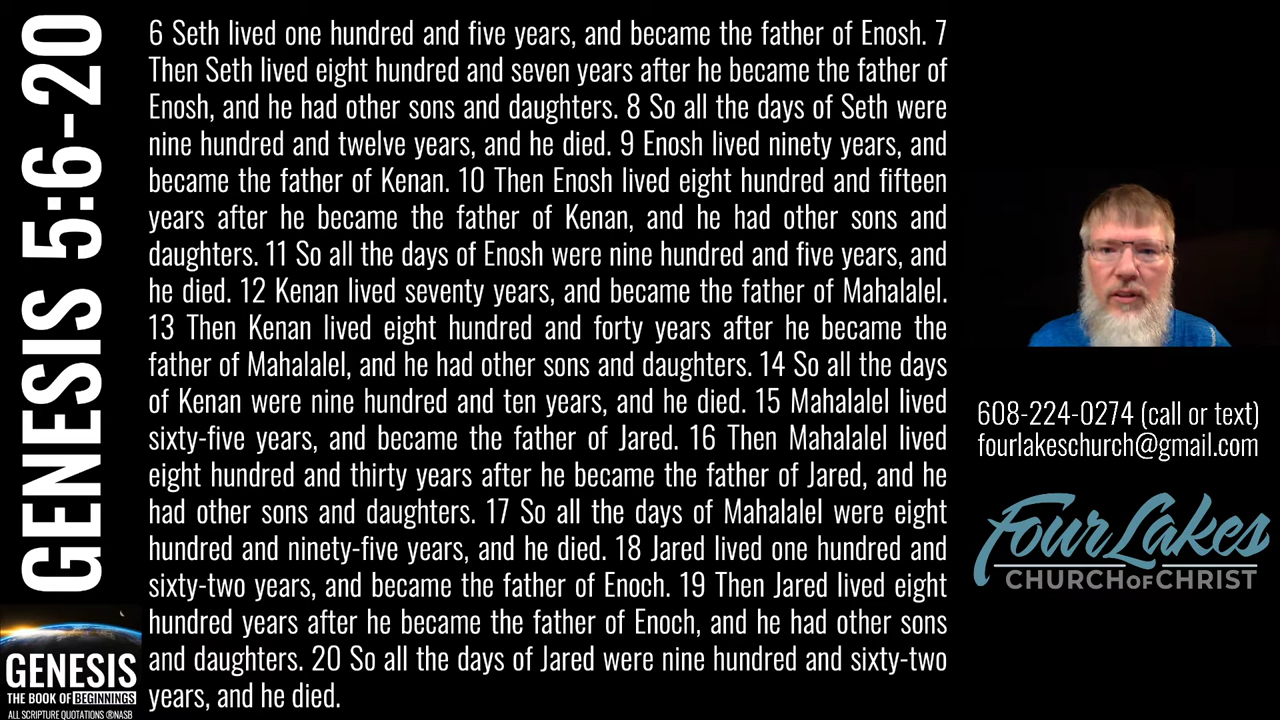 GENESIS 5:6-20
6 Seth lived one hundred and five years, and became the father of Enosh. 7
Then Seth lived eight hundred and seven years after he became the father of
Enosh, and he had other sons and daughters. 8 So all the days of Seth were
nine hundred and twelve years, and he died. 9 Enosh lived ninety years, and
became the father of Kenan. 10 Then Enosh lived eight hundred and fifteen
years after he became the father of Kenan, and he had other sons and
daughters. 11 So all the days of Enosh were nine hundred and five years, and
he died. 12 Kenan lived seventy years, and became the father of Mahalalel.
13 Then Kenan lived eight hundred and forty years after he became the
father of Mahalalel, and he had other sons and daughters. 14 So all the days
of Kenan were nine hundred and ten years, and he died. 15 Mahalalel lived
sixty-five years, and became the father of Jared. 16 Then Mahalalel lived
eight hundred and thirty years after he became the father of Jared, and he
had other sons and daughters. 17 So all the days of Mahalalel were eight
hundred and ninety-five years, and he died. 18 Jared lived one hundred and
sixty-two years, and became the father of Enoch. 19 Then Jared lived eight
hundred years after he became the father of Enoch, and he had other sons
and daughters. 20 So all the days of Jared were nine hundred and sixty-two
years, and he died.
GENESIS
THE BOOK OF BEGINNINGS
ALL SCRIPTURE QUOTATIONS ®NASB
608-224-0274 (call or text)
fourlakeschurch@gmail.com
Four Lakes
CHURCH OF CHRIST